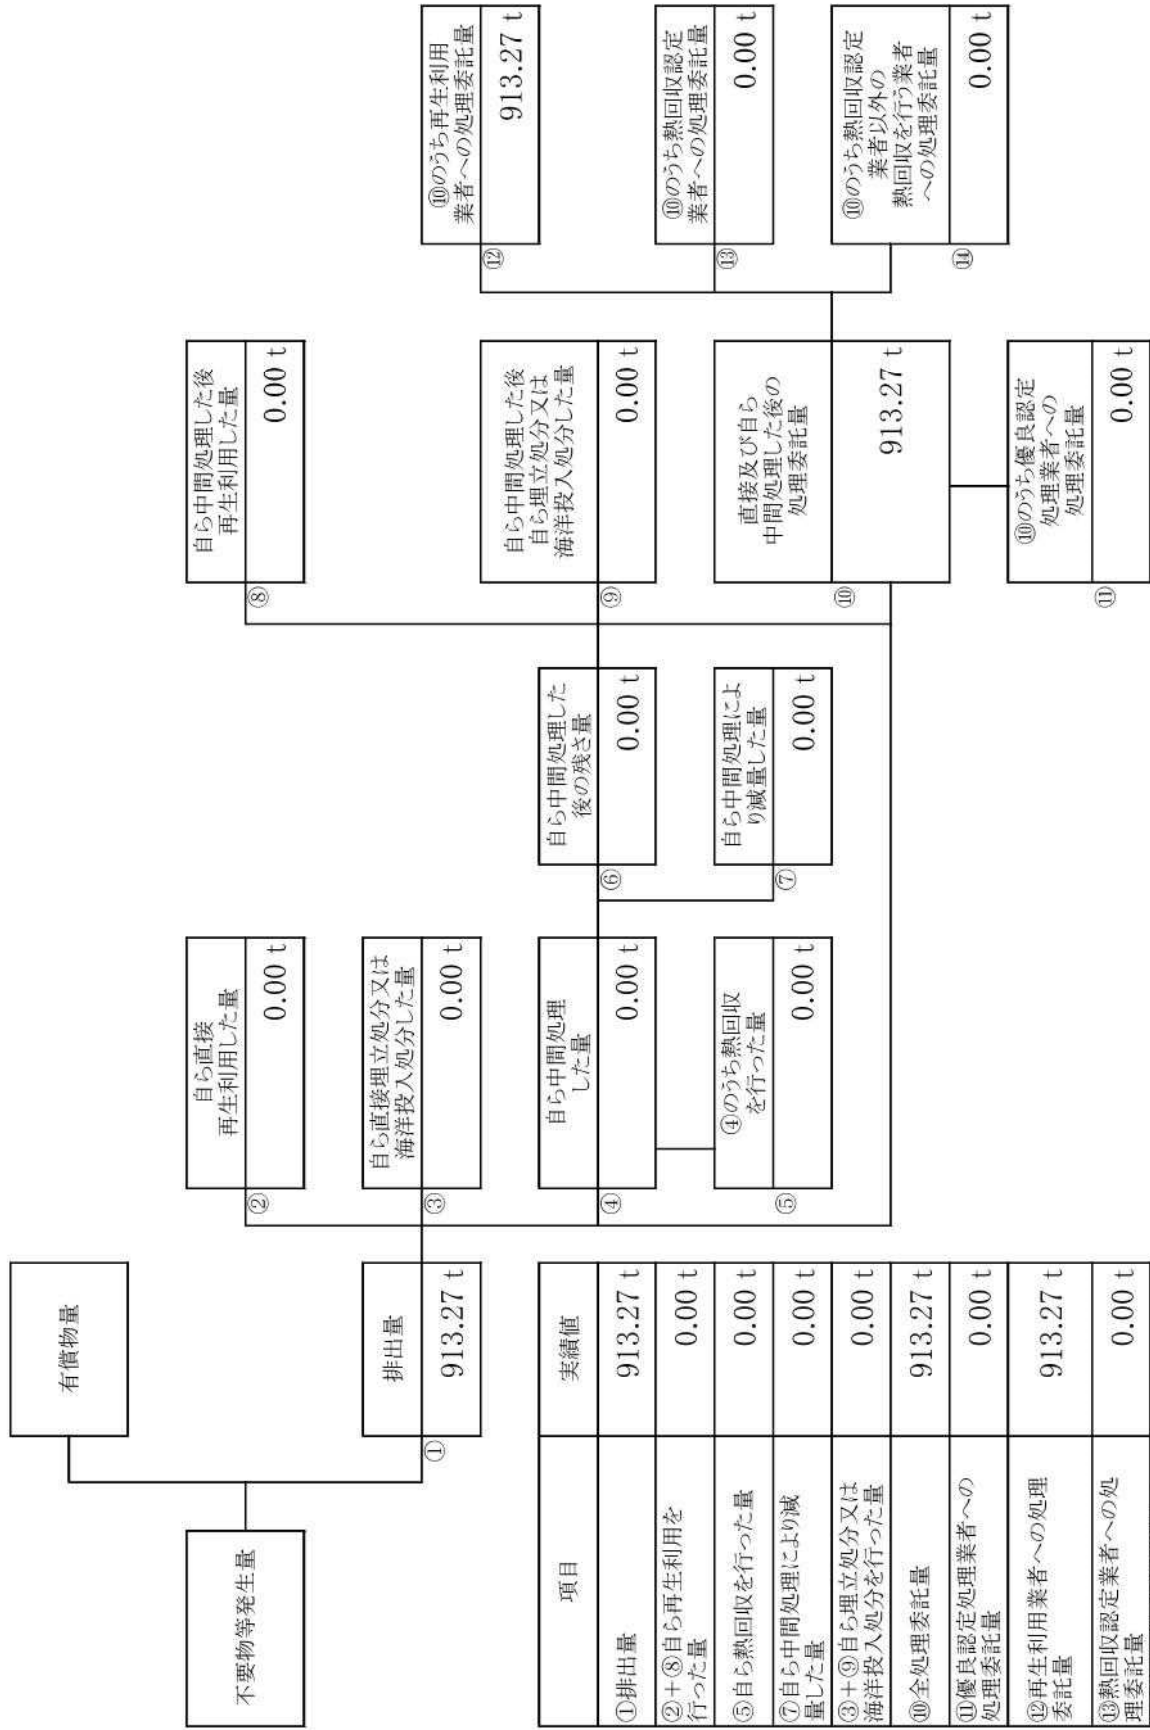 有償物量
不要物等発生量
排出量
①
913.27 t
自ら直接
再生利用した量
②
0.00 t
自ら直接埋立処分又は
海洋投入処分した量
③
0.00 t
自ら中間処理
した量
④
0.00 t
④のうち熱回収
を行った量
⑤
0.00 t
自ら中間処理した
後の残さ量
⑥
0.00 t
自ら中間処理によ
り減量した量
⑦
0.00 t
自ら中間処理した後
再生利用した量
⑧
0.00 t
自ら中間処理した後
自ら埋立処分又は
海洋投入処分した量
⑨
0.00 t
直接及び自ら
中間処理した後の
処理委託量
⑩
913.27 t
⑩のうち優良認定
処理業者への
処理委託量
⑪
0.00 t
⑩のうち再生利用
業者への処理委託量
⑫
913.27 t
⑩のうち熱回収認定
業者への処理委託量
⑬
0.00 t
⑩のうち熱回収認定
業者以外の
熱回収を行う業者
への処理委託量
⑭
0.00 t
項目 実績値
①排出量 913.27 t
②+⑧自ら再生利用を
行った量 0.00 t
⑤自ら熱回収を行った量 0.00 t
⑦自ら中間処理により減
量した量 0.00 t
③+⑨自ら埋立処分又は
海洋投入処分を行った量 0.00 t
⑩全処理委託量 913.27 t
⑪優良認定処理業者への
処理委託量 0.00 t
⑫再生利用業者への処理
委託量 913.27 t
⑬熱回収認定業者への処
理委託量 0.00 t